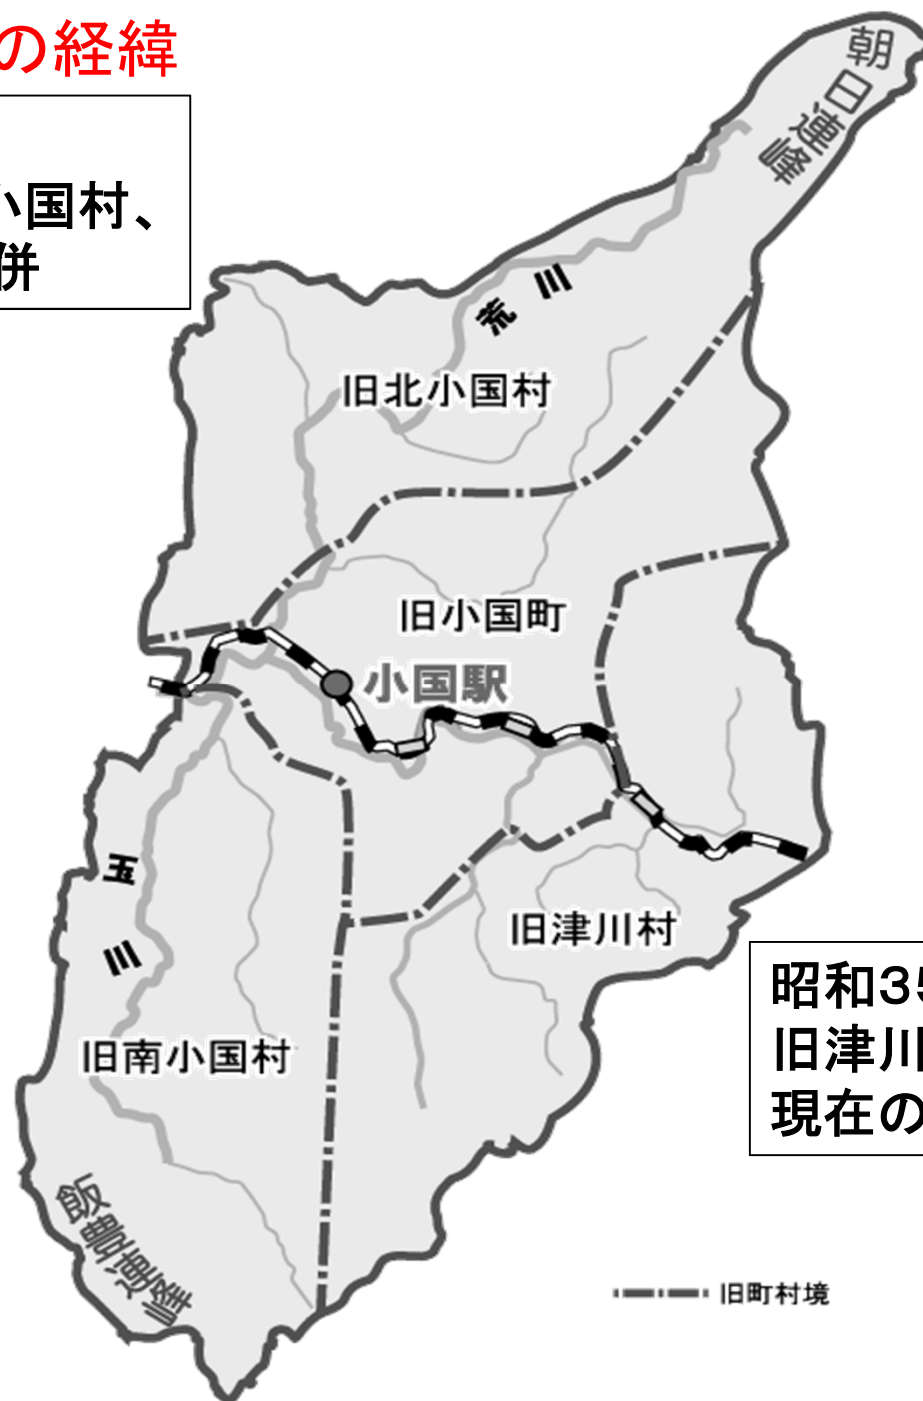 の経緯
小国村、
併
朝日連峰
荒川
旧北小国村
旧小国町
小国駅
玉川
旧津川村
旧南小国村
昭和35
旧津川
現在の
飯豊連峰
旧町村境